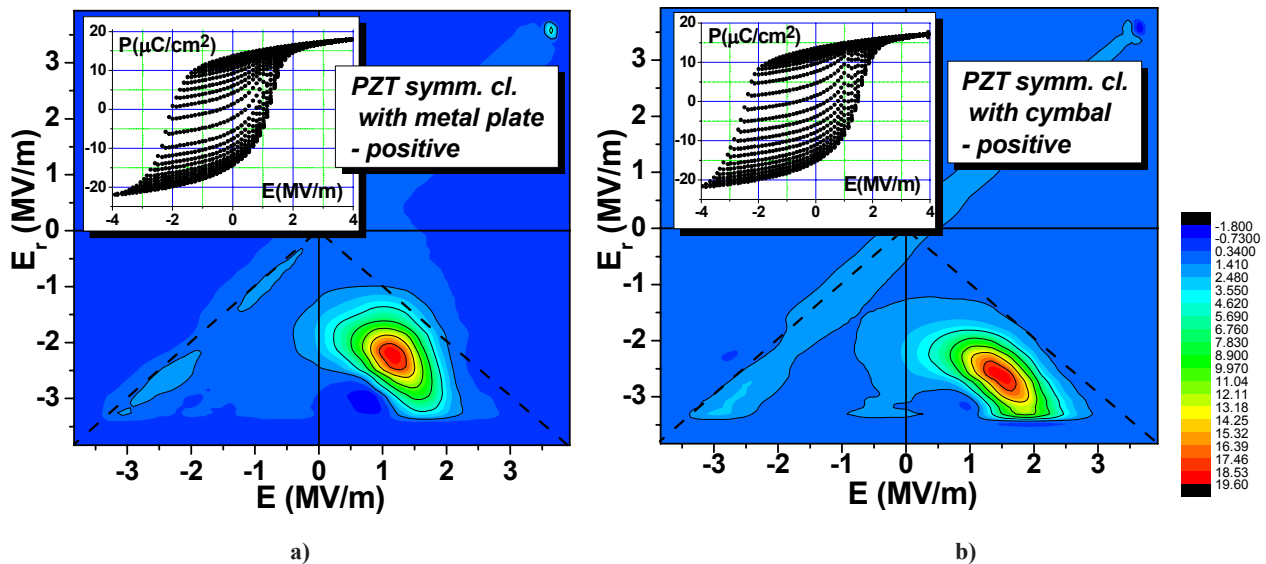 20
P(μC/cm²)
10
0
-10
-20
E(MV/m)
-4 -2 0 2 4
PZT symm. cl.
with metal plate
- positive
3
2
1
0
-1
-2
-3
E_r (MV/m)
-3 -2 -1 0 1 2 3
E (MV/m)
a)
20
P(μC/cm²)
10
0
-10
-20
E(MV/m)
-4 -2 0 2 4
PZT symm. cl.
with cymbal
- positive
3
2
1
0
-1
-2
-3
E_r (MV/m)
-3 -2 -1 0 1 2 3
E (MV/m)
b)
-1.800
-0.7300
0.3400
1.410
2.480
3.550
4.620
5.690
6.760
7.830
8.900
9.970
11.04
12.11
13.18
14.25
15.32
16.39
17.46
18.53
19.60